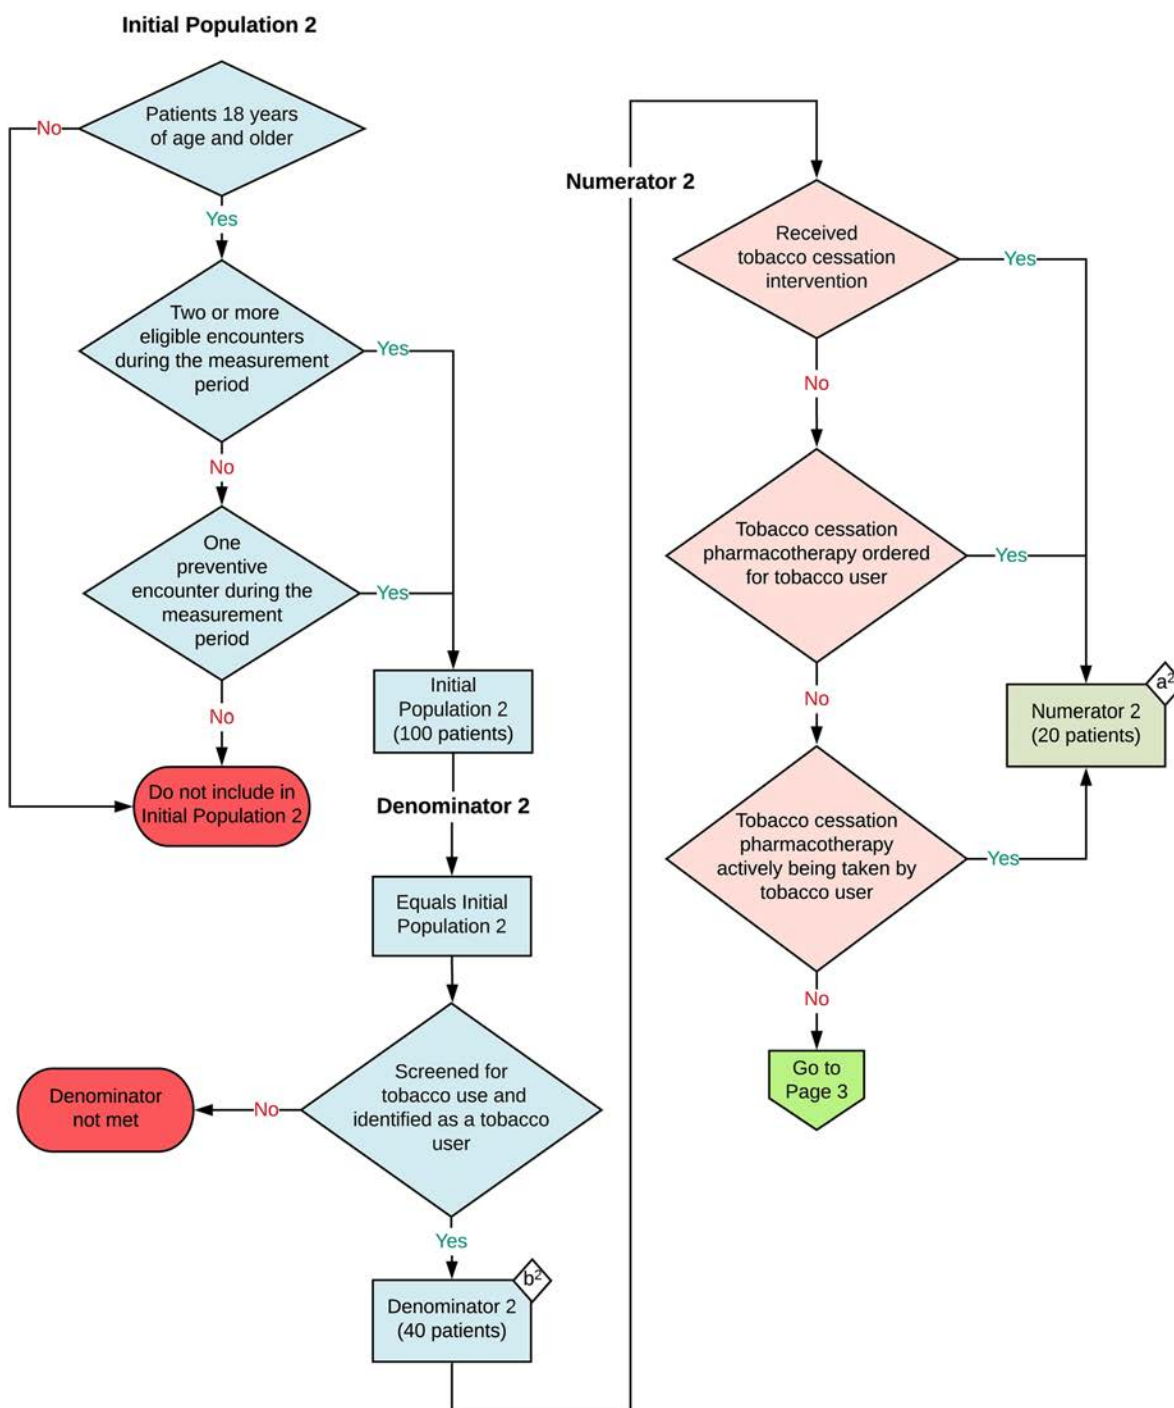 Initial Population 2
Patients 18 years
of age and older
No
Yes
Two or more
eligible encounters
during the measurement
period
Yes
No
One
preventive
encounter during the
measurement
period
Yes
No
Do not include in
Initial Population 2
Initial
Population 2
(100 patients)
Denominator 2
Equals Initial
Population 2
Screened for
tobacco use and
identified as a tobacco
user
No
Denominator
not met
Yes
b²
Denominator 2
(40 patients)
Numerator 2
Received
tobacco cessation
intervention
Yes
No
Tobacco cessation
pharmacotherapy ordered
for tobacco user
Yes
No
a²
Numerator 2
(20 patients)
Tobacco cessation
pharmacotherapy
actively being taken by
tobacco user
Yes
No
Go to
Page 3